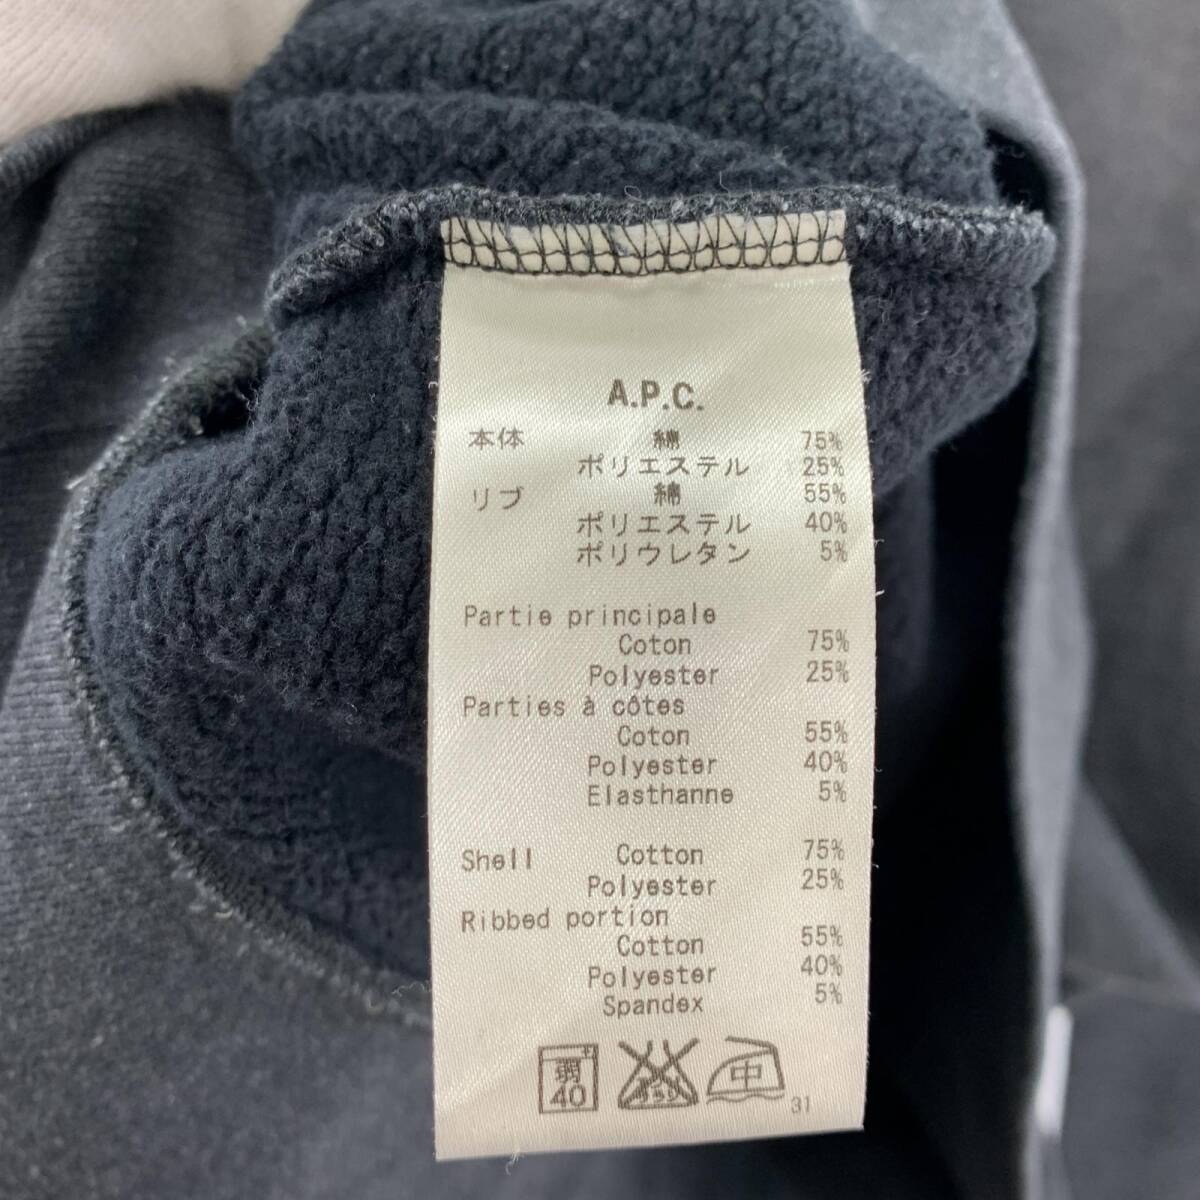 A.P.C.
本体 綿 75%
ポリエステル 25%
リブ 綿 55%
ポリエステル 40%
ポリウレタン 5%
Partie principale
Coton 75%
Polyester 25%
Parties à côtes
Coton 55%
Polyester 40%
Elasthanne 5%
Shell Cotton 75%
Polyester 25%
Ribbed portion
Cotton 55%
Polyester 40%
Spandex 5%
弱 中
40
31